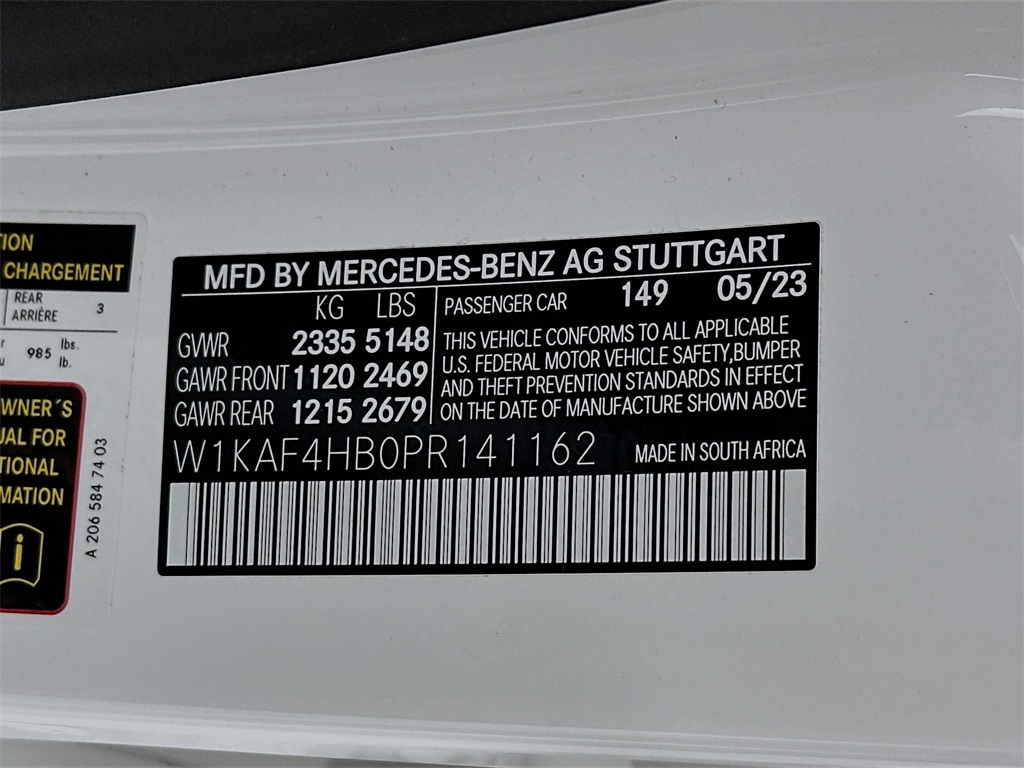 TION
CHARGEMENT
REAR
ARRIÈRE
3
985
lbs.
lb.
WNER´S
UAL FOR
TIONAL
MATION
i
A 206 584 74 03
MFD BY MERCEDES-BENZ AG STUTTGART
KG LBS
GVWR 2335 5148
GAWR FRONT 1120 2469
GAWR REAR 1215 2679
PASSENGER CAR 149 05/23
THIS VEHICLE CONFORMS TO ALL APPLICABLE
U.S. FEDERAL MOTOR VEHICLE SAFETY,BUMPER
AND THEFT PREVENTION STANDARDS IN EFFECT
ON THE DATE OF MANUFACTURE SHOWN ABOVE
W1KAF4HB0PR141162 MADE IN SOUTH AFRICA